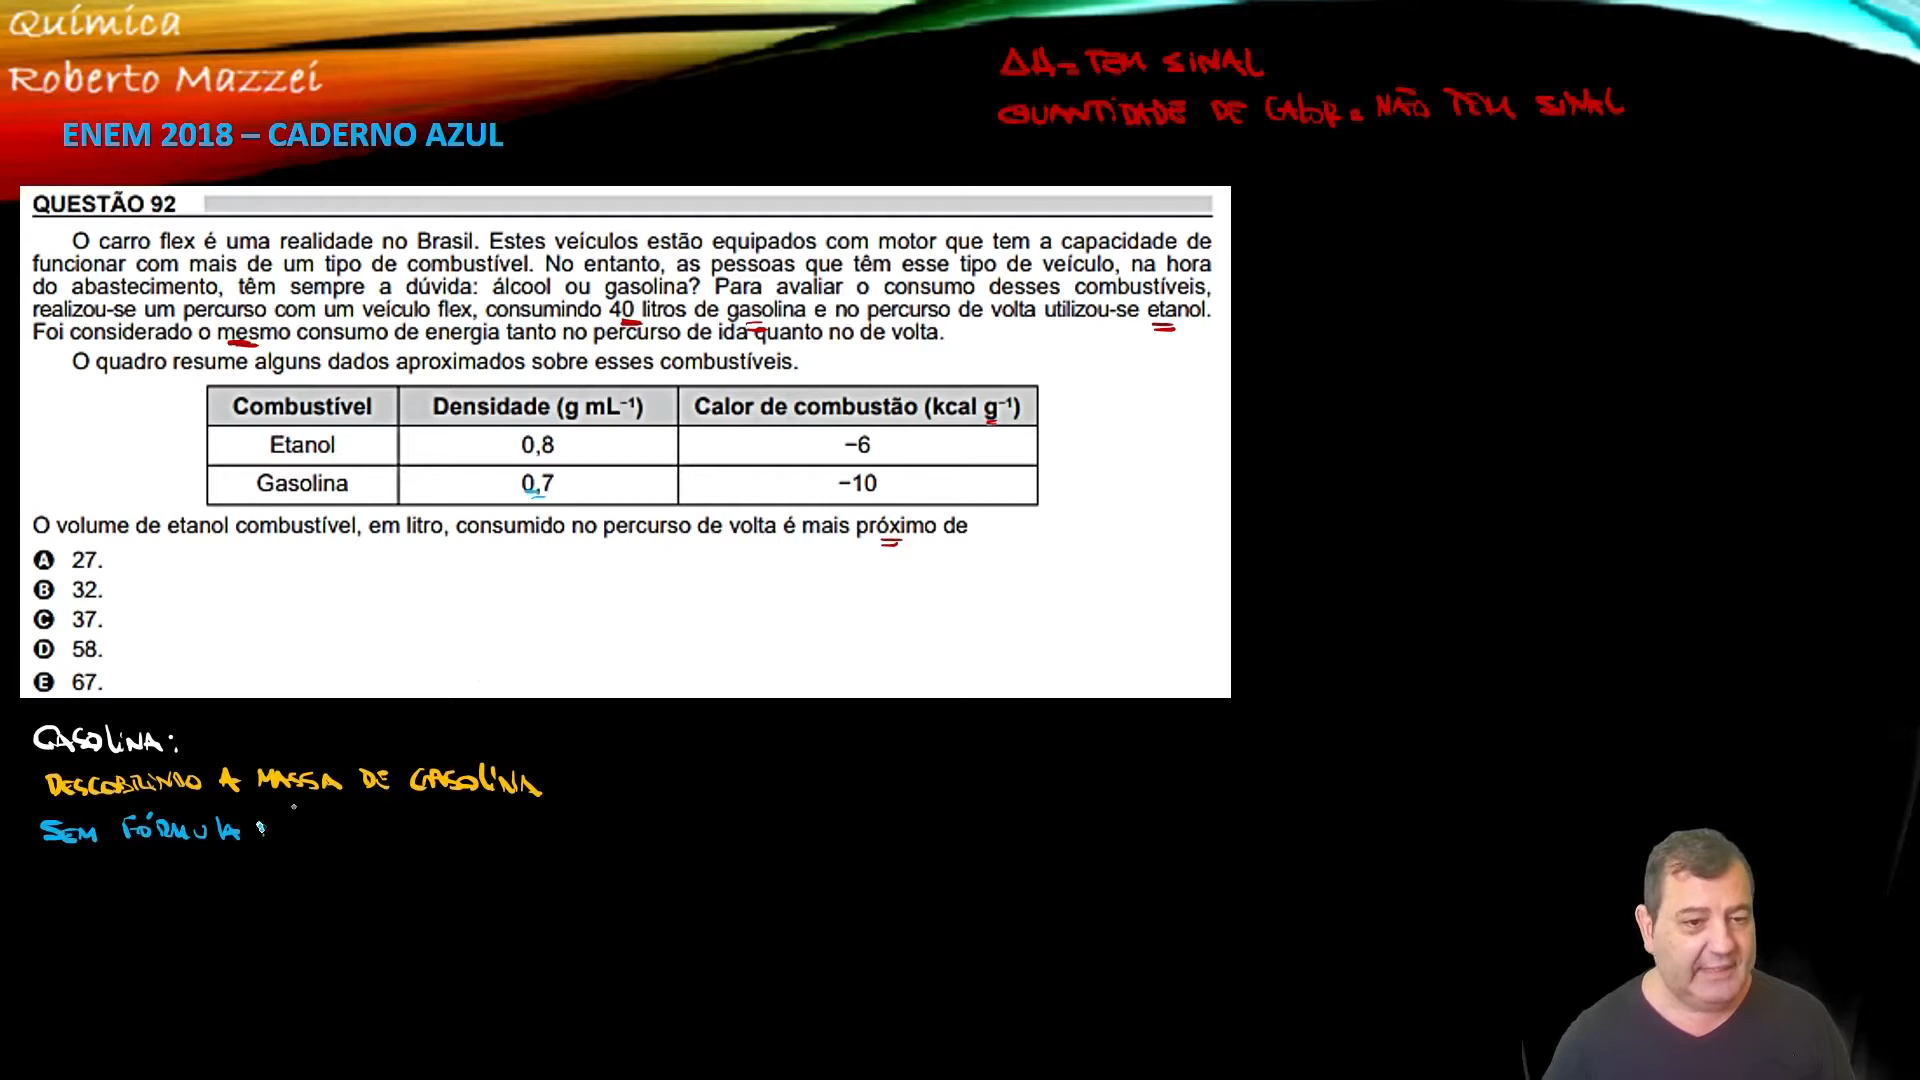 Química
Roberto Mazzei
ENEM 2018 – CADERNO AZUL
ΔH = TEM SINAL
QUANTIDADE DE CALOR = NÃO TEM SINAL
QUESTÃO 92
O carro flex é uma realidade no Brasil. Estes veículos estão equipados com motor que tem a capacidade de
funcionar com mais de um tipo de combustível. No entanto, as pessoas que têm esse tipo de veículo, na hora
do abastecimento, têm sempre a dúvida: álcool ou gasolina? Para avaliar o consumo desses combustíveis,
realizou-se um percurso com um veículo flex, consumindo 40 litros de gasolina e no percurso de volta utilizou-se etanol.
Foi considerado o mesmo consumo de energia tanto no percurso de ida quanto no de volta.
O quadro resume alguns dados aproximados sobre esses combustíveis.
Combustível Densidade (g mL⁻¹) Calor de combustão (kcal g⁻¹)
Etanol 0,8 −6
Gasolina 0,7 −10
O volume de etanol combustível, em litro, consumido no percurso de volta é mais próximo de
A 27.
B 32.
C 37.
D 58.
E 67.
GASOLINA:
DESCOBRINDO A MASSA DE GASOLINA
SEM FÓRMULA